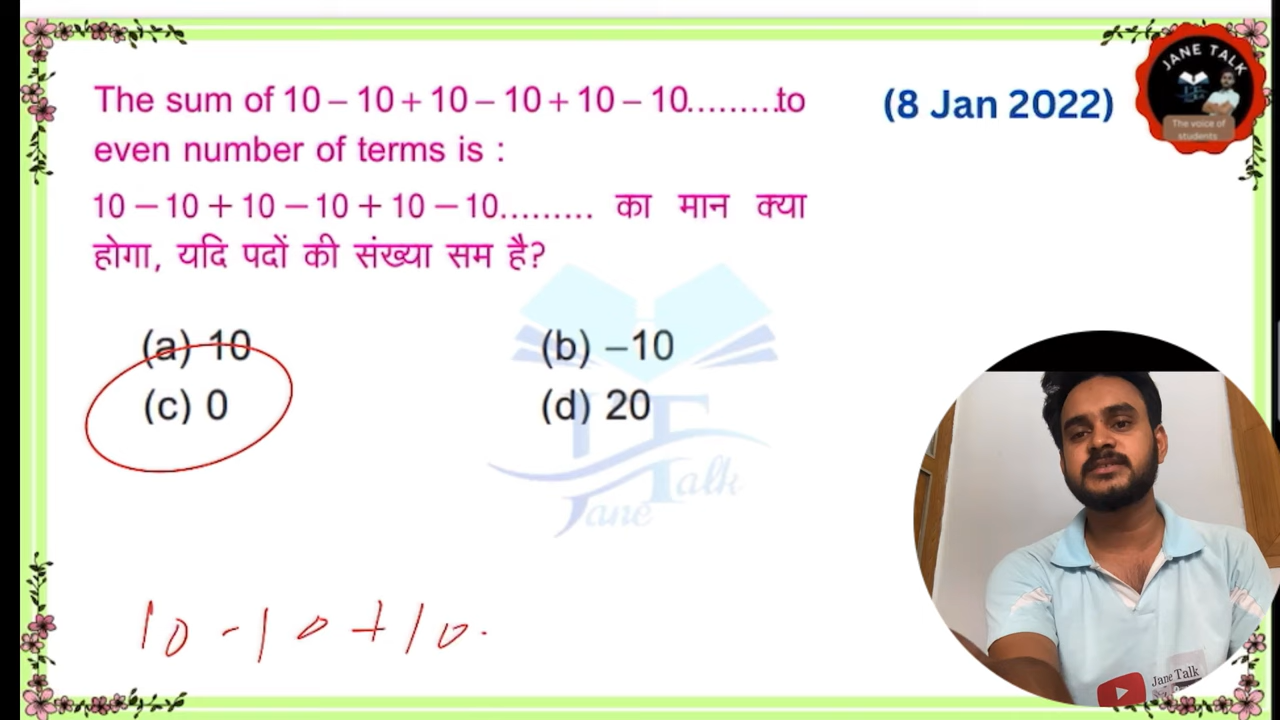 The sum of 10 – 10 + 10 – 10 + 10 – 10.........to
even number of terms is :
10 – 10 + 10 – 10 + 10 – 10......... का मान क्या
होगा, यदि पदों की संख्या सम है?
(8 Jan 2022)
JANE TALK
The voice of
students
(a) 10
(b) –10
(c) 0
(d) 20
Jane Talk
10 - 10 + 10.
Jane Talk